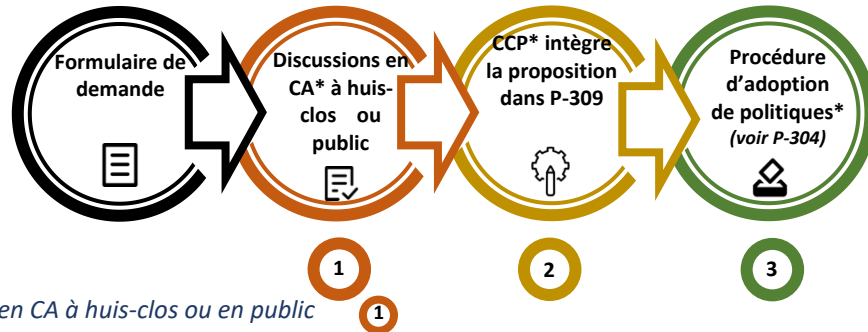 Formulaire de
demande
Discussions en
CA* à huis-
clos ou
public
CCP* intègre
la proposition
dans P-309
Procédure
d'adoption
de politiques*
(voir P-304)
1
2
3
en CA à huis-clos ou en public
1